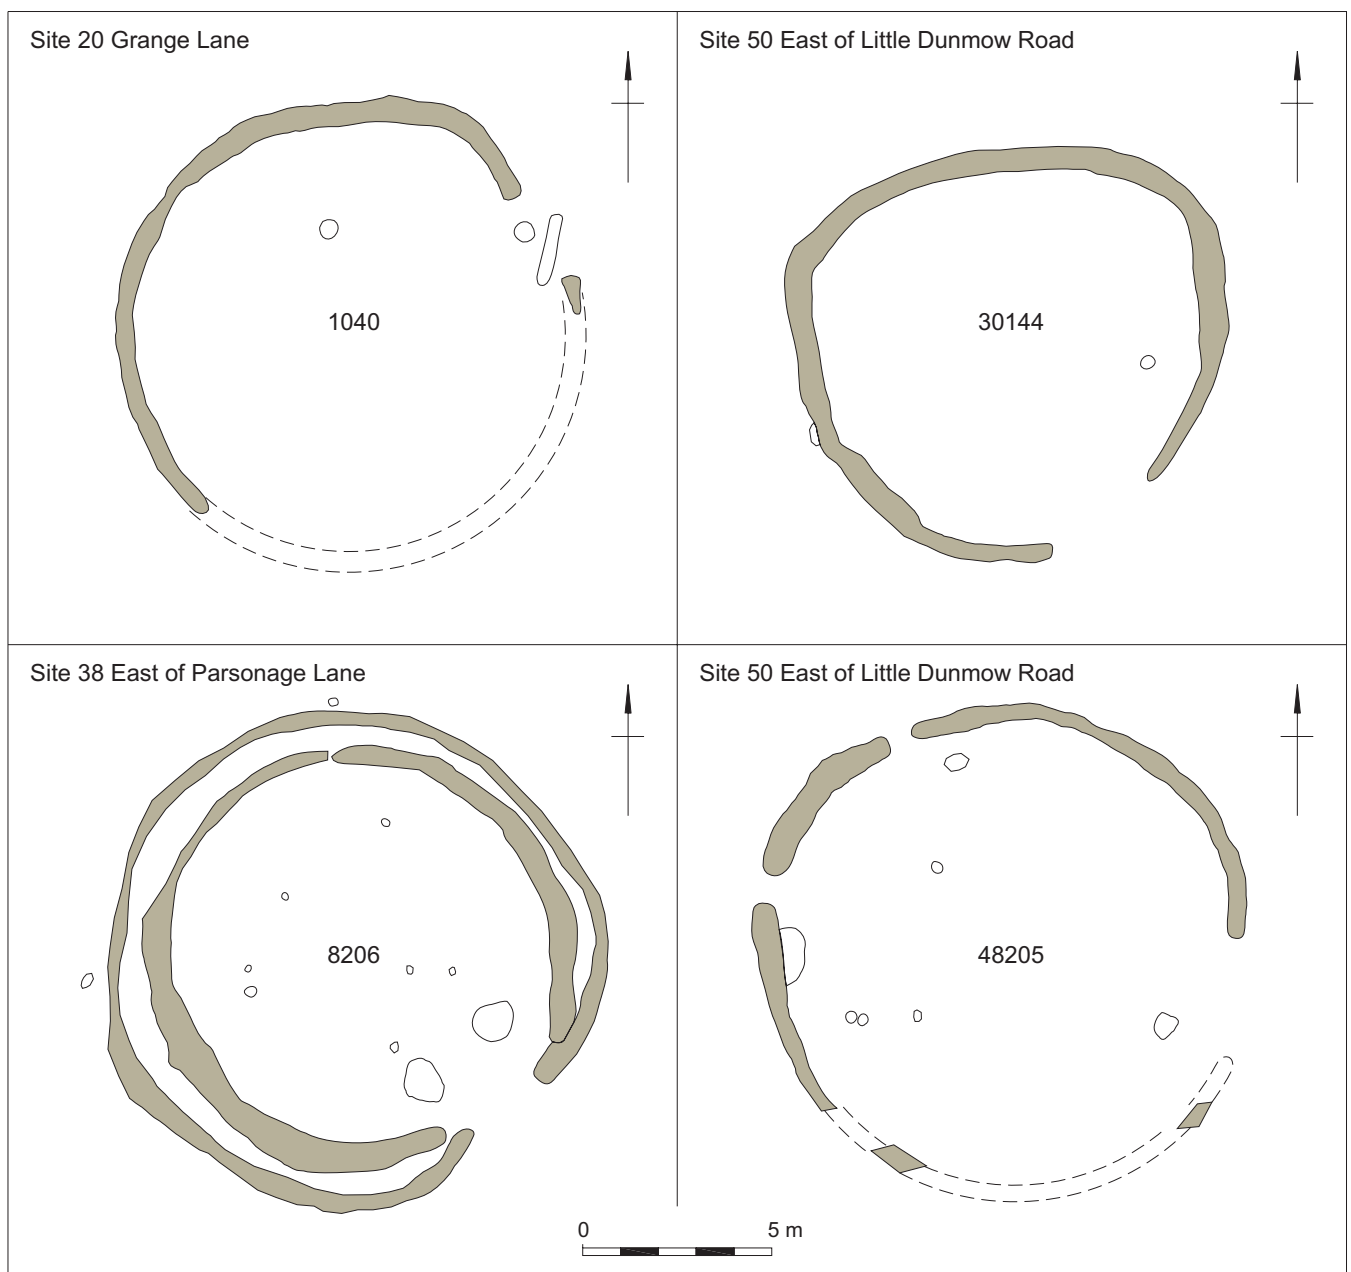 Site 20 Grange Lane
1040
Site 50 East of Little Dunmow Road
30144
Site 38 East of Parsonage Lane
8206
Site 50 East of Little Dunmow Road
48205
0 5 m